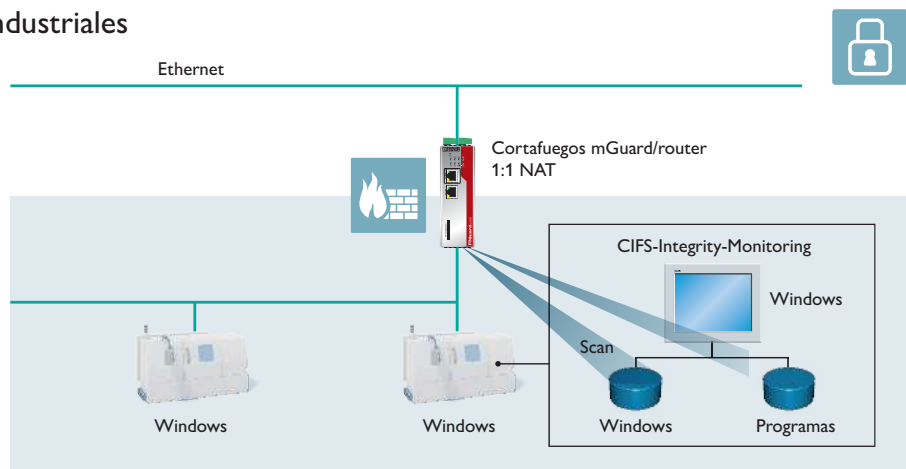 ndustriales
Ethernet
Cortafuegos mGuard/router
1:1 NAT
CIFS-Integrity-Monitoring
Windows
Scan
Windows
Programas
Windows
Windows